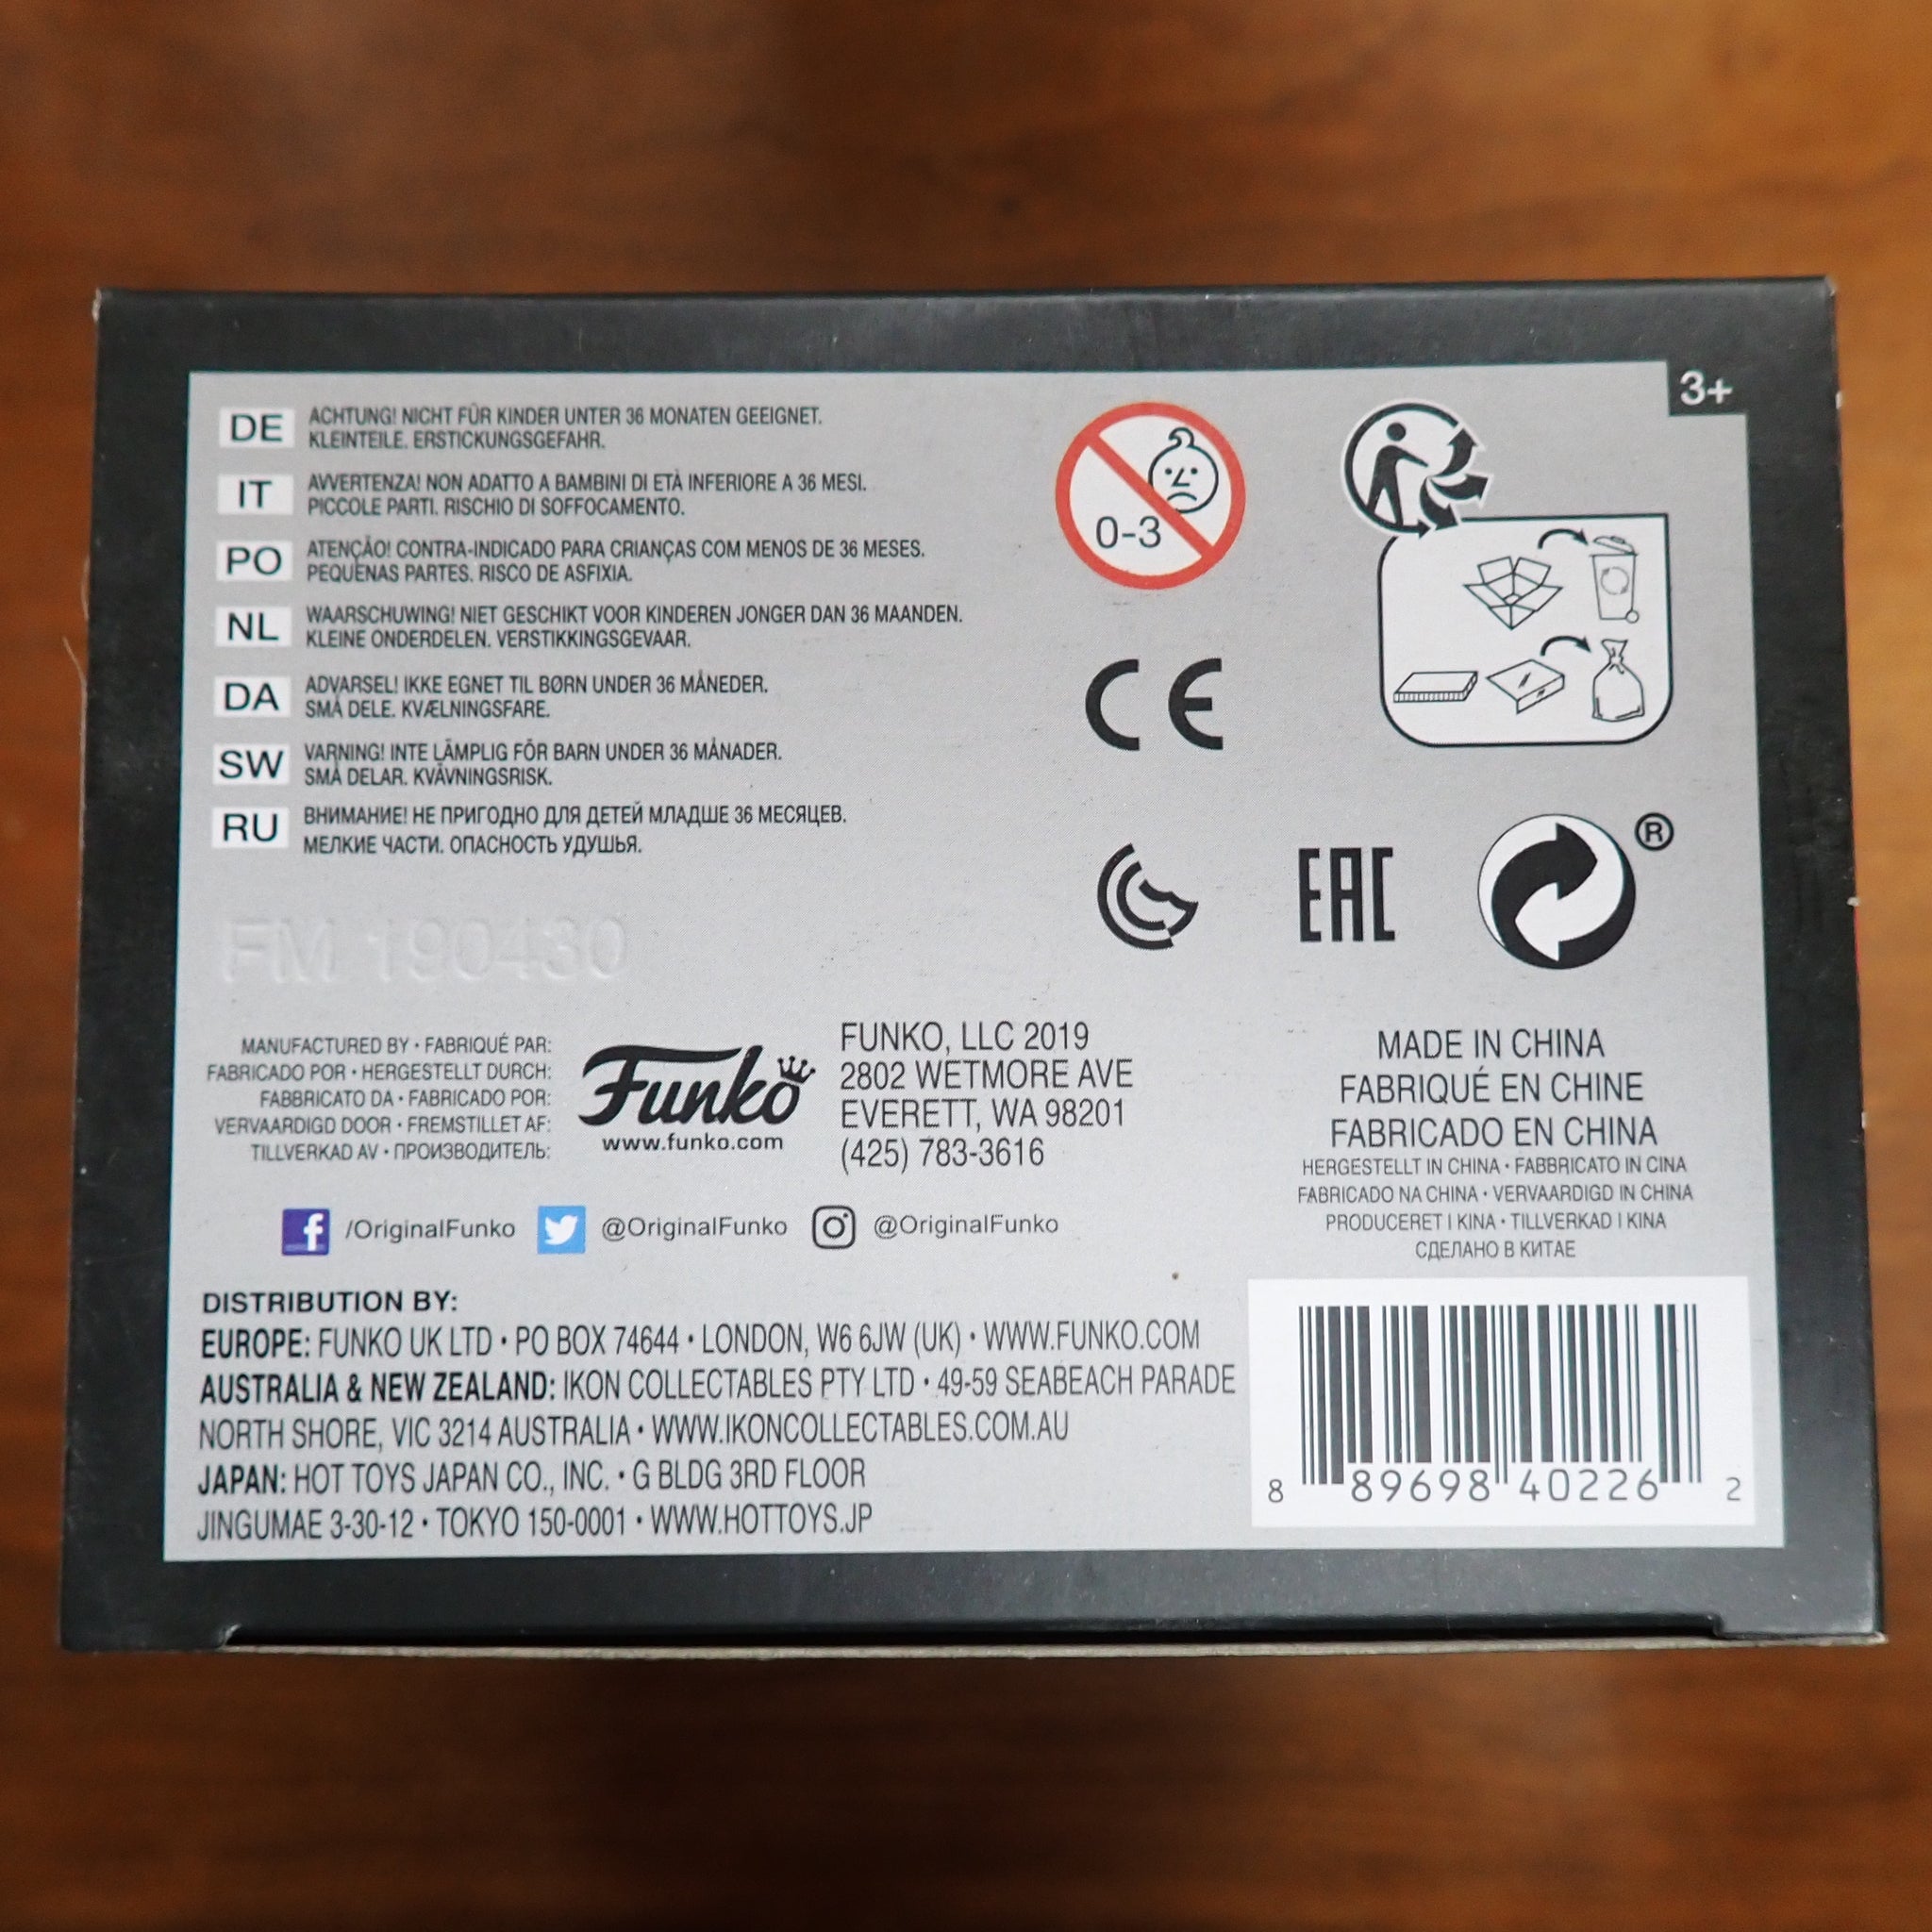 3+
DE
ACHTUNG! NICHT FÜR KINDER UNTER 36 MONATEN GEEIGNET.
KLEINTEILE. ERSTICKUNGSGEFAHR.
IT
AVVERTENZA! NON ADATTO A BAMBINI DI ETÀ INFERIORE A 36 MESI.
PICCOLE PARTI. RISCHIO DI SOFFOCAMENTO.
PO
ATENÇÃO! CONTRA-INDICADO PARA CRIANÇAS COM MENOS DE 36 MESES.
PEQUENAS PARTES. RISCO DE ASFIXIA.
NL
WAARSCHUWING! NIET GESCHIKT VOOR KINDEREN JONGER DAN 36 MAANDEN.
KLEINE ONDERDELEN. VERSTIKKINGSGEVAAR.
DA
ADVARSEL! IKKE EGNET TIL BØRN UNDER 36 MÅNEDER.
SMÅ DELE. KVÆLNINGSFARE.
SW
VARNING! INTE LÄMPLIG FÖR BARN UNDER 36 MÅNADER.
SMÅ DELAR. KVÄVNINGSRISK.
RU
ВНИМАНИЕ! НЕ ПРИГОДНО ДЛЯ ДЕТЕЙ МЛАДШЕ 36 МЕСЯЦЕВ.
МЕЛКИЕ ЧАСТИ. ОПАСНОСТЬ УДУШЬЯ.
0-3
CE
EAC
®
FM 190430
MANUFACTURED BY • FABRIQUÉ PAR:
FABRICADO POR • HERGESTELLT DURCH:
FABBRICATO DA • FABRICADO POR:
VERVAARDIGD DOOR • FREMSTILLET AF:
TILLVERKAD AV • ПРОИЗВОДИТЕЛЬ:
Funko
www.funko.com
FUNKO, LLC 2019
2802 WETMORE AVE
EVERETT, WA 98201
(425) 783-3616
MADE IN CHINA
FABRIQUÉ EN CHINE
FABRICADO EN CHINA
HERGESTELLT IN CHINA • FABBRICATO IN CINA
FABRICADO NA CHINA • VERVAARDIGD IN CHINA
PRODUCERET I KINA • TILLVERKAD I KINA
СДЕЛАНО В КИТАЕ
f /OriginalFunko @OriginalFunko @OriginalFunko
DISTRIBUTION BY:
EUROPE: FUNKO UK LTD • PO BOX 74644 • LONDON, W6 6JW (UK) • WWW.FUNKO.COM
AUSTRALIA & NEW ZEALAND: IKON COLLECTABLES PTY LTD • 49-59 SEABEACH PARADE
NORTH SHORE, VIC 3214 AUSTRALIA • WWW.IKONCOLLECTABLES.COM.AU
JAPAN: HOT TOYS JAPAN CO., INC. • G BLDG 3RD FLOOR
JINGUMAE 3-30-12 • TOKYO 150-0001 • WWW.HOTTOYS.JP
8 89698 40226 2